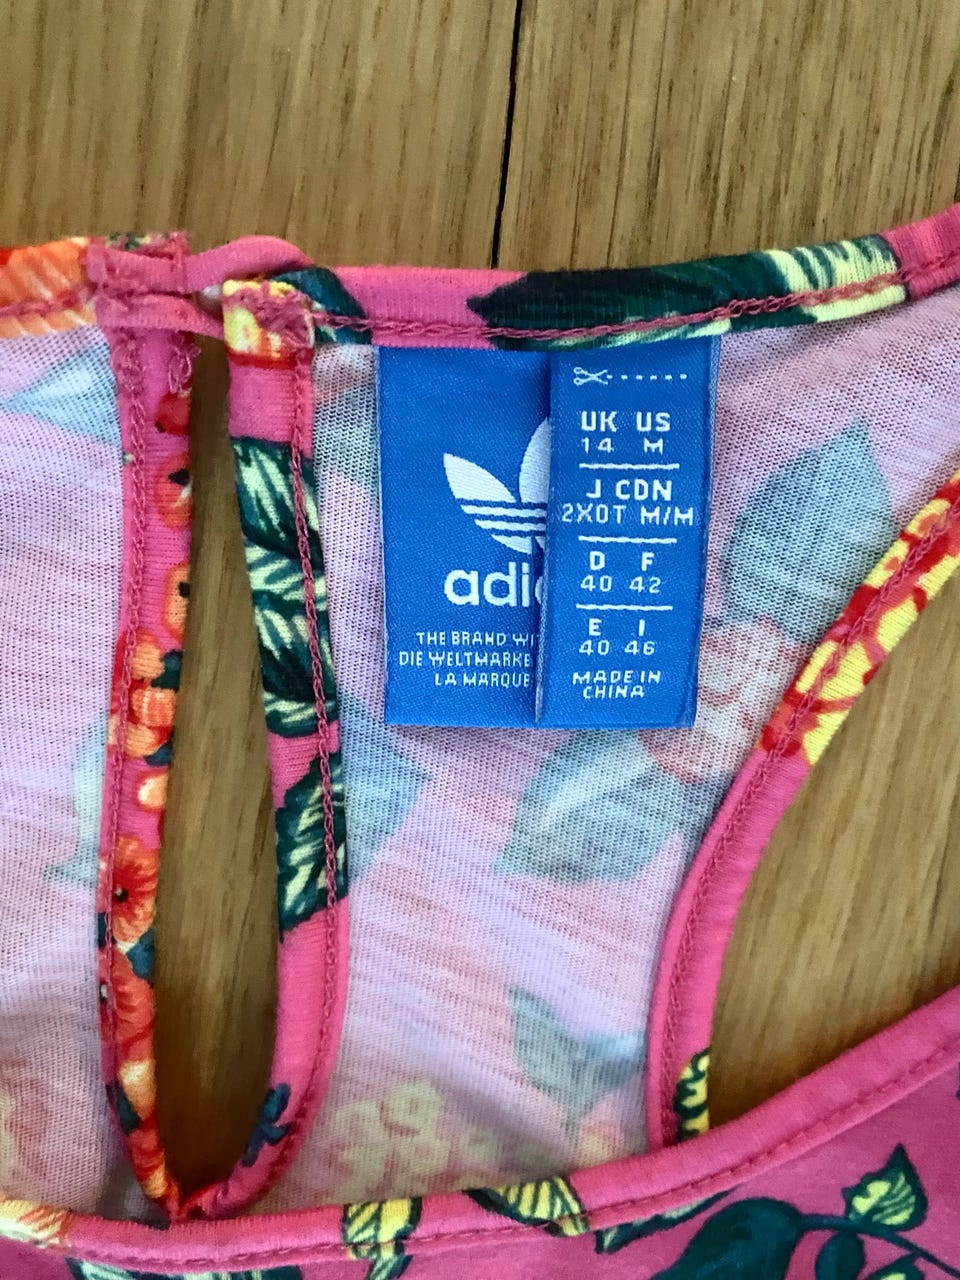 adi
THE BRAND WI
DIE WELTMARKE
LA MARQUE
UK US
14 M
J CDN
2XOT M/M
D F
40 42
E I
40 46
MADE IN
CHINA